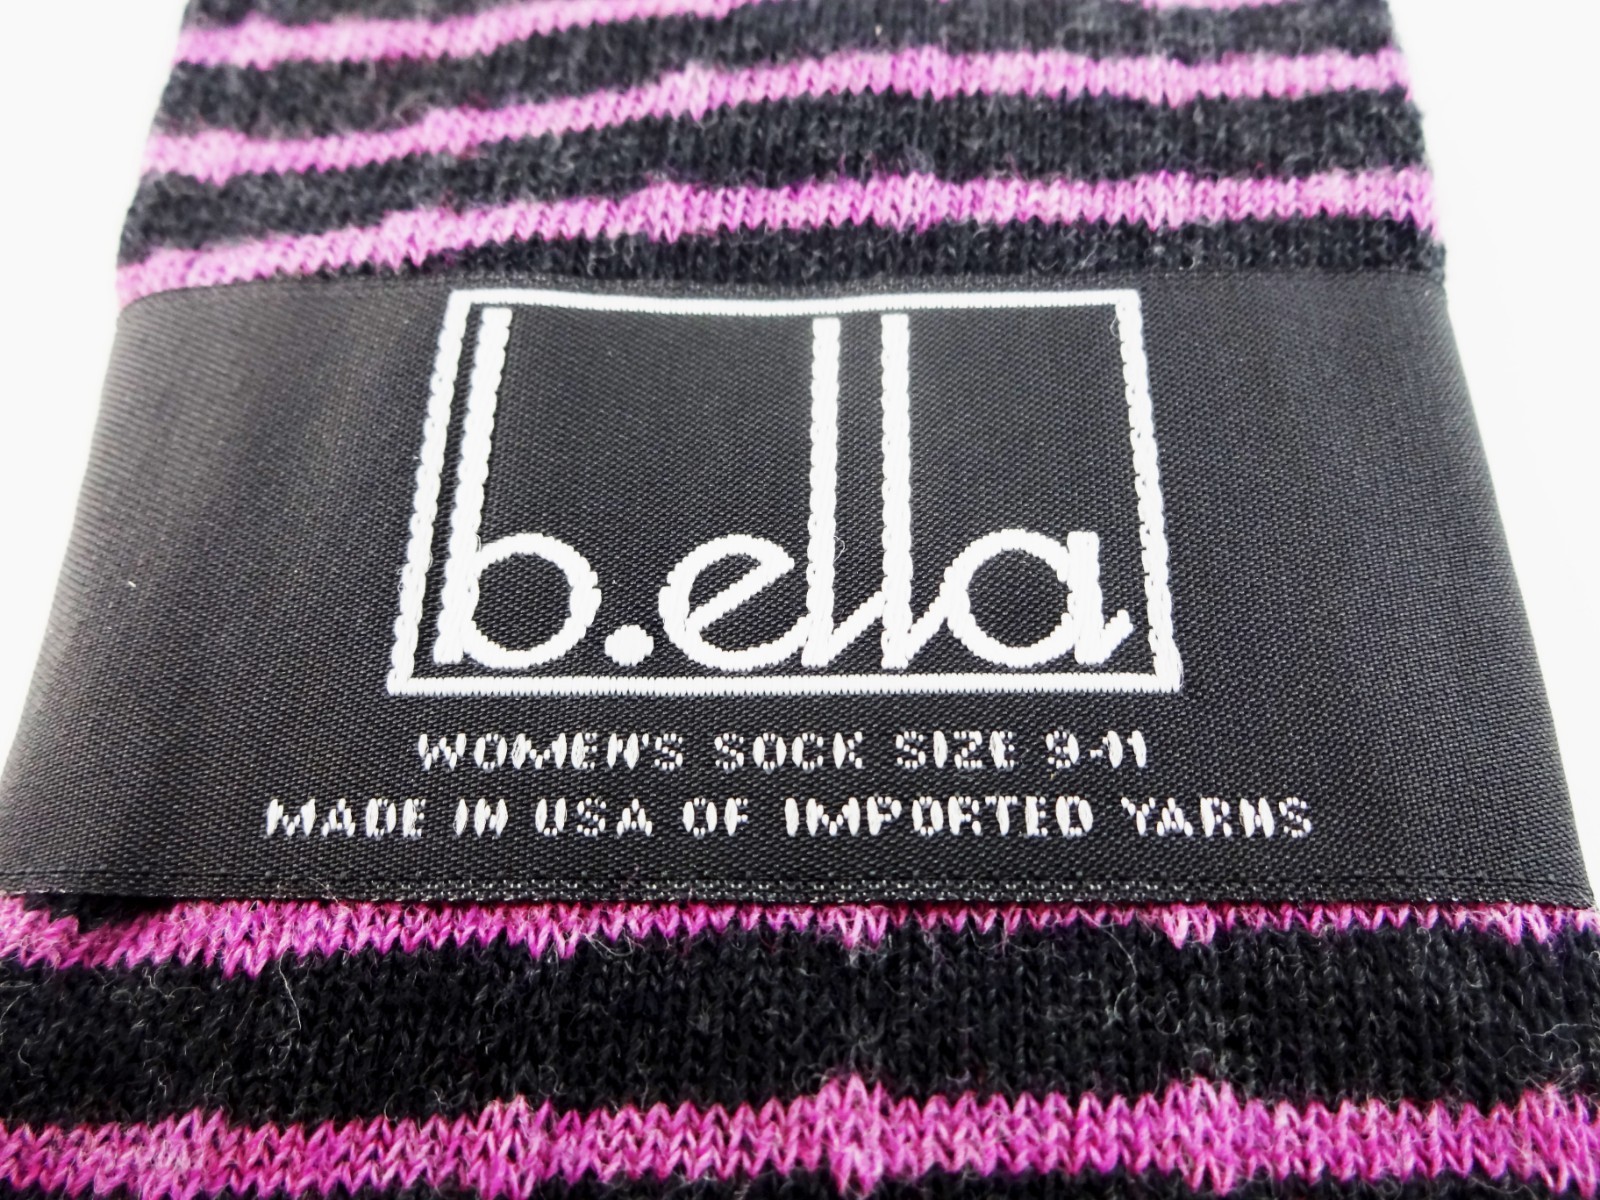 b.ella
WOMEN'S SOCK SIZE 9-11
MADE IN USA OF IMPORTED YARNS